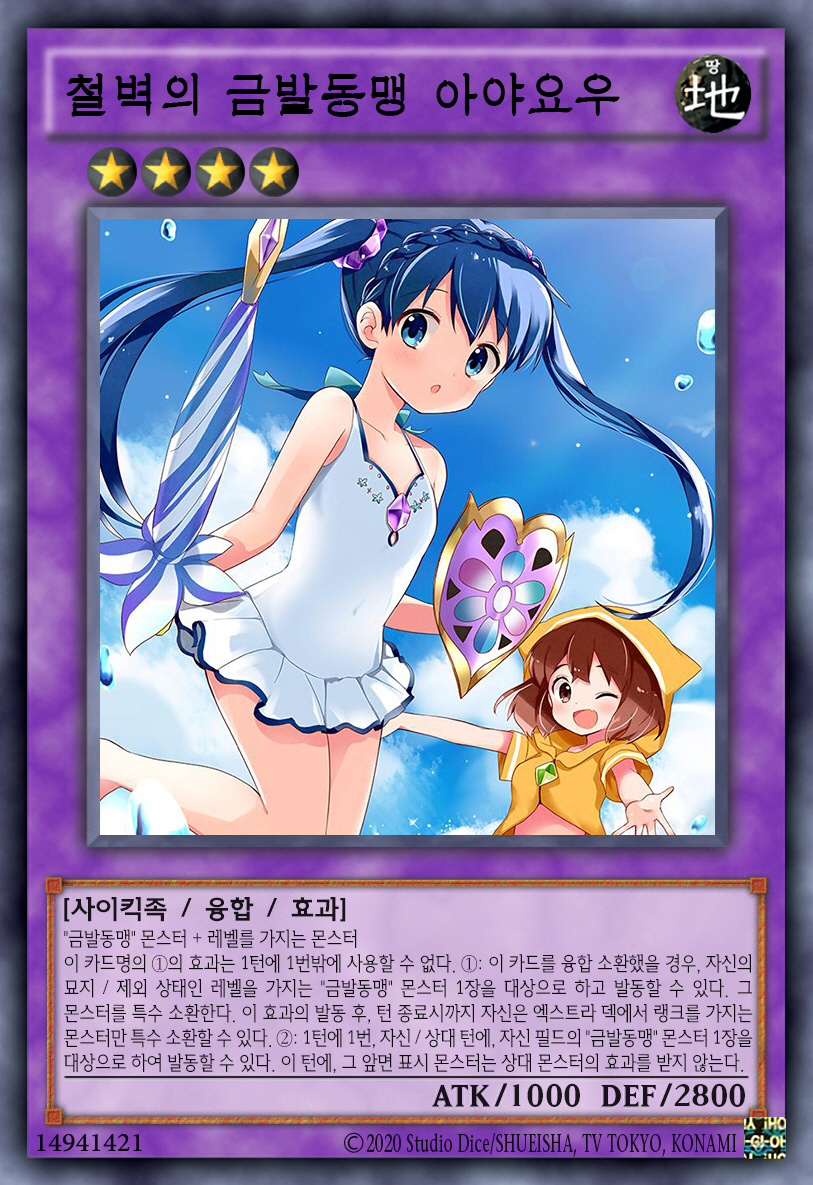 철벽의 금발동맹 아야요우
땅
地
[사이킥족 / 융합 / 효과]
"금발동맹" 몬스터 + 레벨를 가지는 몬스터
이 카드명의 ①의 효과는 1턴에 1번밖에 사용할 수 없다. ①: 이 카드를 융합 소환했을 경우, 자신의
묘지 / 제외 상태인 레벨을 가지는 "금발동맹" 몬스터 1장을 대상으로 하고 발동할 수 있다. 그
몬스터를 특수 소환한다. 이 효과의 발동 후, 턴 종료시까지 자신은 엑스트라 덱에서 랭크를 가지는
몬스터만 특수 소환할 수 있다. ②: 1턴에 1번, 자신 / 상대 턴에, 자신 필드의 "금발동맹" 몬스터 1장을
대상으로 하여 발동할 수 있다. 이 턴에, 그 앞면 표시 몬스터는 상대 몬스터의 효과를 받지 않는다.
ATK/1000 DEF/2800
14941421 ©2020 Studio Dice/SHUEISHA, TV TOKYO, KONAMI